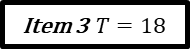 Item 3 T = 18